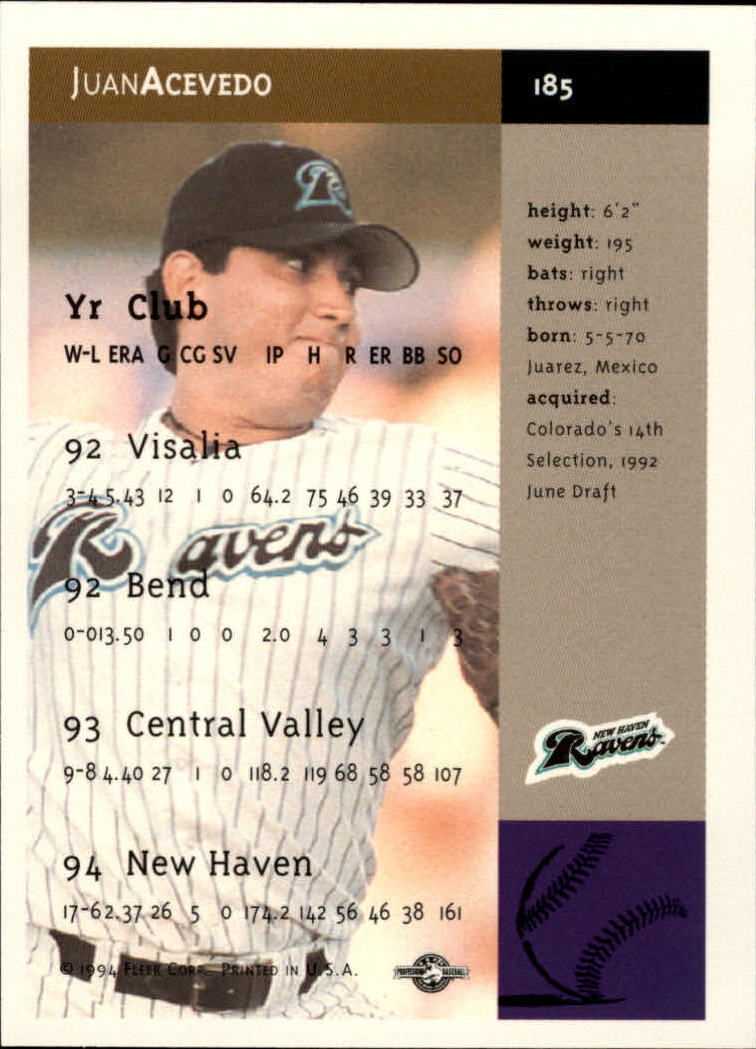 JUANACEVEDO
185
height: 6'2"
weight: 195
bats: right
throws: right
born: 5-5-70
Juarez, Mexico
acquired:
Colorado's 14th
Selection, 1992
June Draft
Yr Club
W-L ERA G CG SV IP H R ER BB SO
92 Visalia
3-4 5.43 12 1 0 64.2 75 46 39 33 37
Ravens
92 Bend
0-0 13.50 1 0 0 2.0 4 3 3 1 3
93 Central Valley
9-8 4.40 27 1 0 118.2 119 68 58 58 107
94 New Haven
17-6 2.37 26 5 0 174.2 142 56 46 38 161
NEW HAVEN
Ravens
© 1994 FLEER CORP. PRINTED IN U.S.A.
PROFESSIONAL BASEBALL